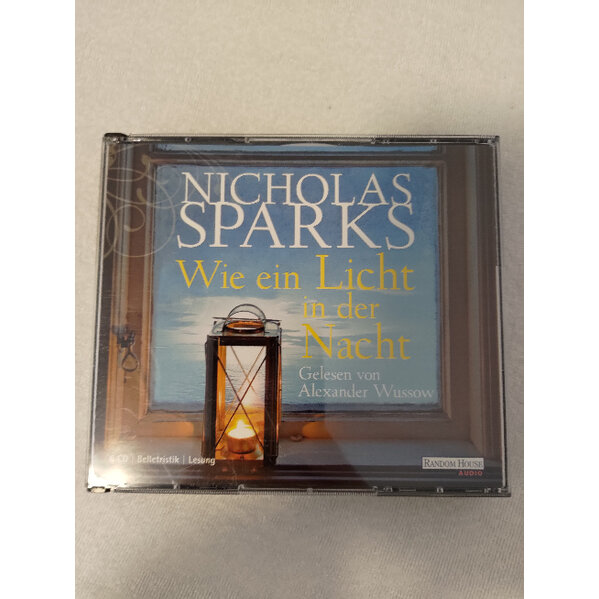 NICHOLAS
SPARKS
Wie ein Licht
in der
Nacht
Gelesen von
Alexander Wussow
6 CD | Belletristik | Lesung
RANDOM HOUSE
AUDIO